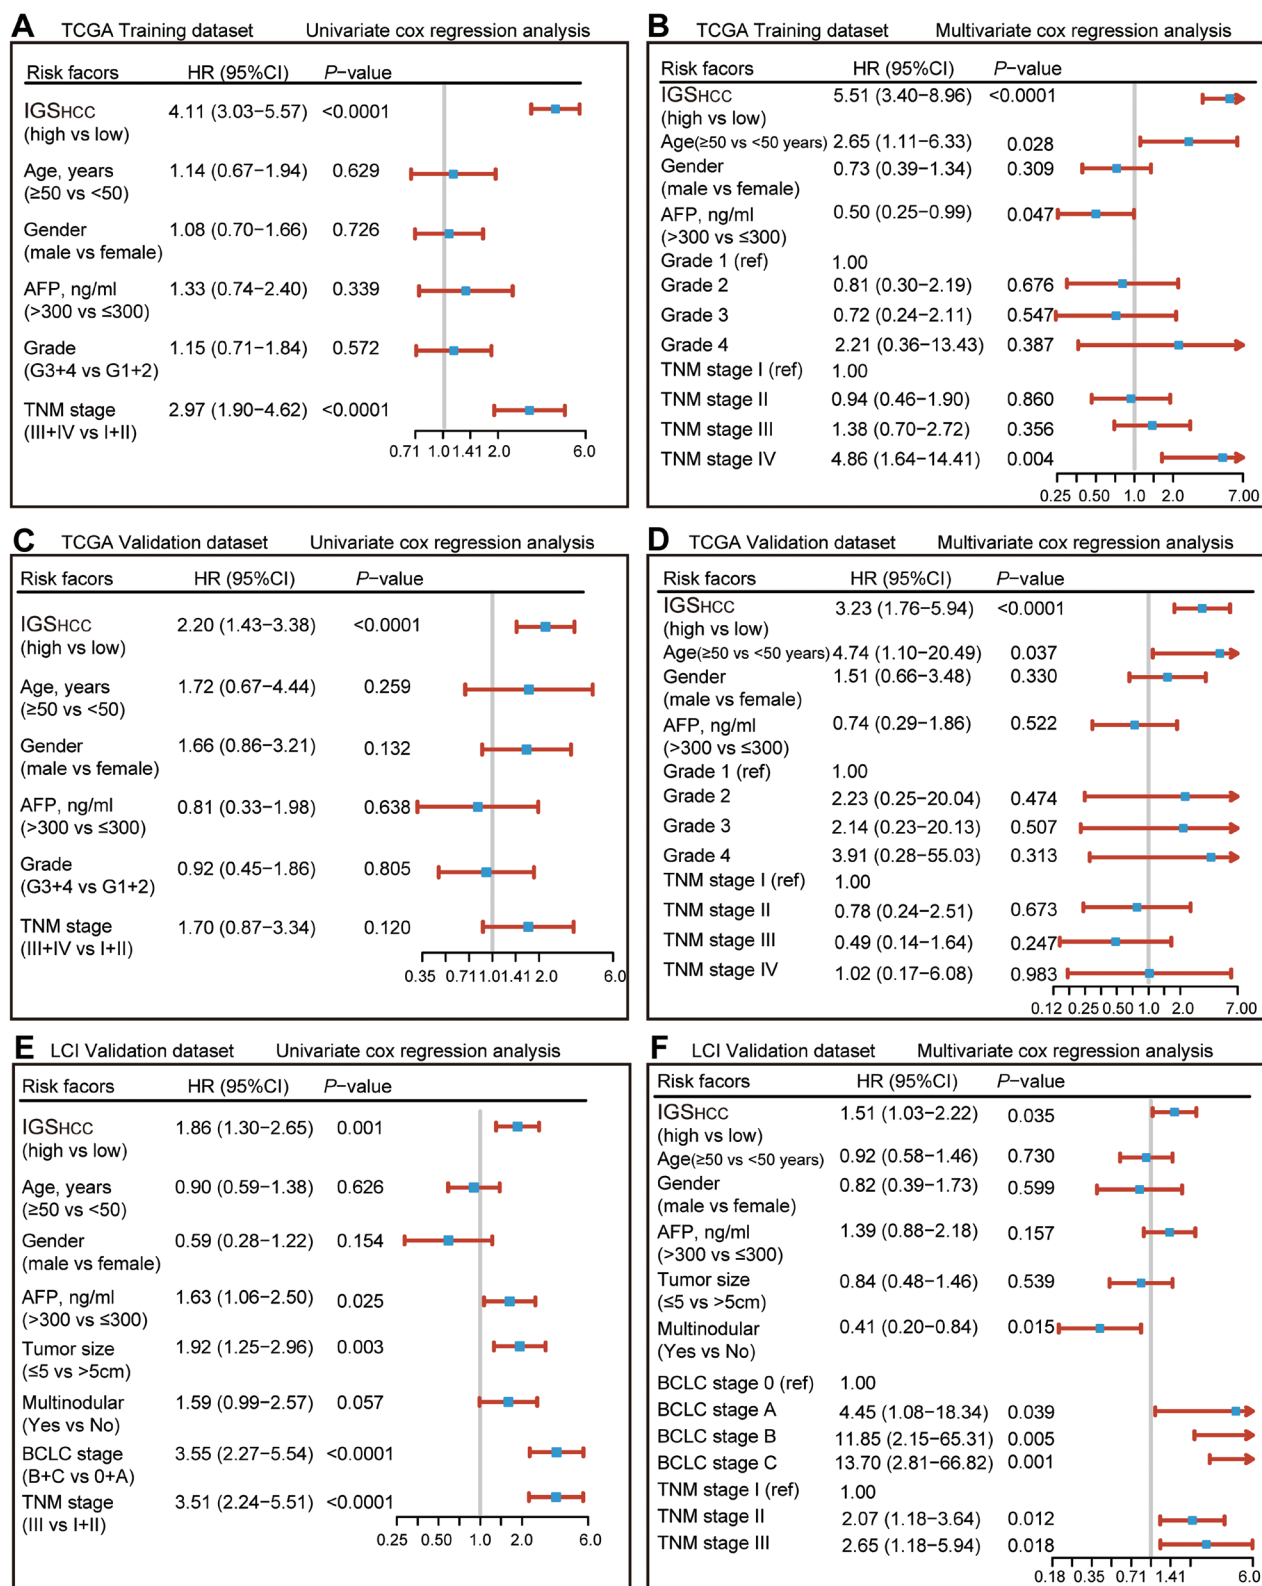 A TCGA Training dataset Univariate cox regression analysis
Risk facors HR (95%CI) P−value
IGSHCC 4.11 (3.03−5.57) <0.0001
(high vs low)
Age, years 1.14 (0.67−1.94) 0.629
(≥50 vs <50)
Gender 1.08 (0.70−1.66) 0.726
(male vs female)
AFP, ng/ml 1.33 (0.74−2.40) 0.339
(>300 vs ≤300)
Grade 1.15 (0.71−1.84) 0.572
(G3+4 vs G1+2)
TNM stage 2.97 (1.90−4.62) <0.0001
(III+IV vs I+II)
0.71 1.0 1.41 2.0 6.0
B TCGA Training dataset Multivariate cox regression analysis
Risk facors HR (95%CI) P−value
IGSHCC 5.51 (3.40−8.96) <0.0001
(high vs low)
Age(≥50 vs <50 years) 2.65 (1.11−6.33) 0.028
Gender 0.73 (0.39−1.34) 0.309
(male vs female)
AFP, ng/ml 0.50 (0.25−0.99) 0.047
(>300 vs ≤300)
Grade 1 (ref) 1.00
Grade 2 0.81 (0.30−2.19) 0.676
Grade 3 0.72 (0.24−2.11) 0.547
Grade 4 2.21 (0.36−13.43) 0.387
TNM stage I (ref) 1.00
TNM stage II 0.94 (0.46−1.90) 0.860
TNM stage III 1.38 (0.70−2.72) 0.356
TNM stage IV 4.86 (1.64−14.41) 0.004
0.25 0.50 1.0 2.0 7.00
C TCGA Validation dataset Univariate cox regression analysis
Risk facors HR (95%CI) P−value
IGSHCC 2.20 (1.43−3.38) <0.0001
(high vs low)
Age, years 1.72 (0.67−4.44) 0.259
(≥50 vs <50)
Gender 1.66 (0.86−3.21) 0.132
(male vs female)
AFP, ng/ml 0.81 (0.33−1.98) 0.638
(>300 vs ≤300)
Grade 0.92 (0.45−1.86) 0.805
(G3+4 vs G1+2)
TNM stage 1.70 (0.87−3.34) 0.120
(III+IV vs I+II)
0.35 0.71 1.0 1.41 2.0 6.0
D TCGA Validation dataset Multivariate cox regression analysis
Risk facors HR (95%CI) P−value
IGSHCC 3.23 (1.76−5.94) <0.0001
(high vs low)
Age(≥50 vs <50 years) 4.74 (1.10−20.49) 0.037
Gender 1.51 (0.66−3.48) 0.330
(male vs female)
AFP, ng/ml 0.74 (0.29−1.86) 0.522
(>300 vs ≤300)
Grade 1 (ref) 1.00
Grade 2 2.23 (0.25−20.04) 0.474
Grade 3 2.14 (0.23−20.13) 0.507
Grade 4 3.91 (0.28−55.03) 0.313
TNM stage I (ref) 1.00
TNM stage II 0.78 (0.24−2.51) 0.673
TNM stage III 0.49 (0.14−1.64) 0.247
TNM stage IV 1.02 (0.17−6.08) 0.983
0.12 0.25 0.50 1.0 2.0 7.00
E LCI Validation dataset Univariate cox regression analysis
Risk facors HR (95%CI) P−value
IGSHCC 1.86 (1.30−2.65) 0.001
(high vs low)
Age, years 0.90 (0.59−1.38) 0.626
(≥50 vs <50)
Gender 0.59 (0.28−1.22) 0.154
(male vs female)
AFP, ng/ml 1.63 (1.06−2.50) 0.025
(>300 vs ≤300)
Tumor size 1.92 (1.25−2.96) 0.003
(≤5 vs >5cm)
Multinodular 1.59 (0.99−2.57) 0.057
(Yes vs No)
BCLC stage 3.55 (2.27−5.54) <0.0001
(B+C vs 0+A)
TNM stage 3.51 (2.24−5.51) <0.0001
(III vs I+II)
0.25 0.50 1.0 2.0 6.0
F LCI Validation dataset Multivariate cox regression analysis
Risk facors HR (95%CI) P−value
IGSHCC 1.51 (1.03−2.22) 0.035
(high vs low)
Age(≥50 vs <50 years) 0.92 (0.58−1.46) 0.730
Gender 0.82 (0.39−1.73) 0.599
(male vs female)
AFP, ng/ml 1.39 (0.88−2.18) 0.157
(>300 vs ≤300)
Tumor size 0.84 (0.48−1.46) 0.539
(≤5 vs >5cm)
Multinodular 0.41 (0.20−0.84) 0.015
(Yes vs No)
BCLC stage 0 (ref) 1.00
BCLC stage A 4.45 (1.08−18.34) 0.039
BCLC stage B 11.85 (2.15−65.31) 0.005
BCLC stage C 13.70 (2.81−66.82) 0.001
TNM stage I (ref) 1.00
TNM stage II 2.07 (1.18−3.64) 0.012
TNM stage III 2.65 (1.18−5.94) 0.018
0.18 0.35 0.71 1.41 6.0